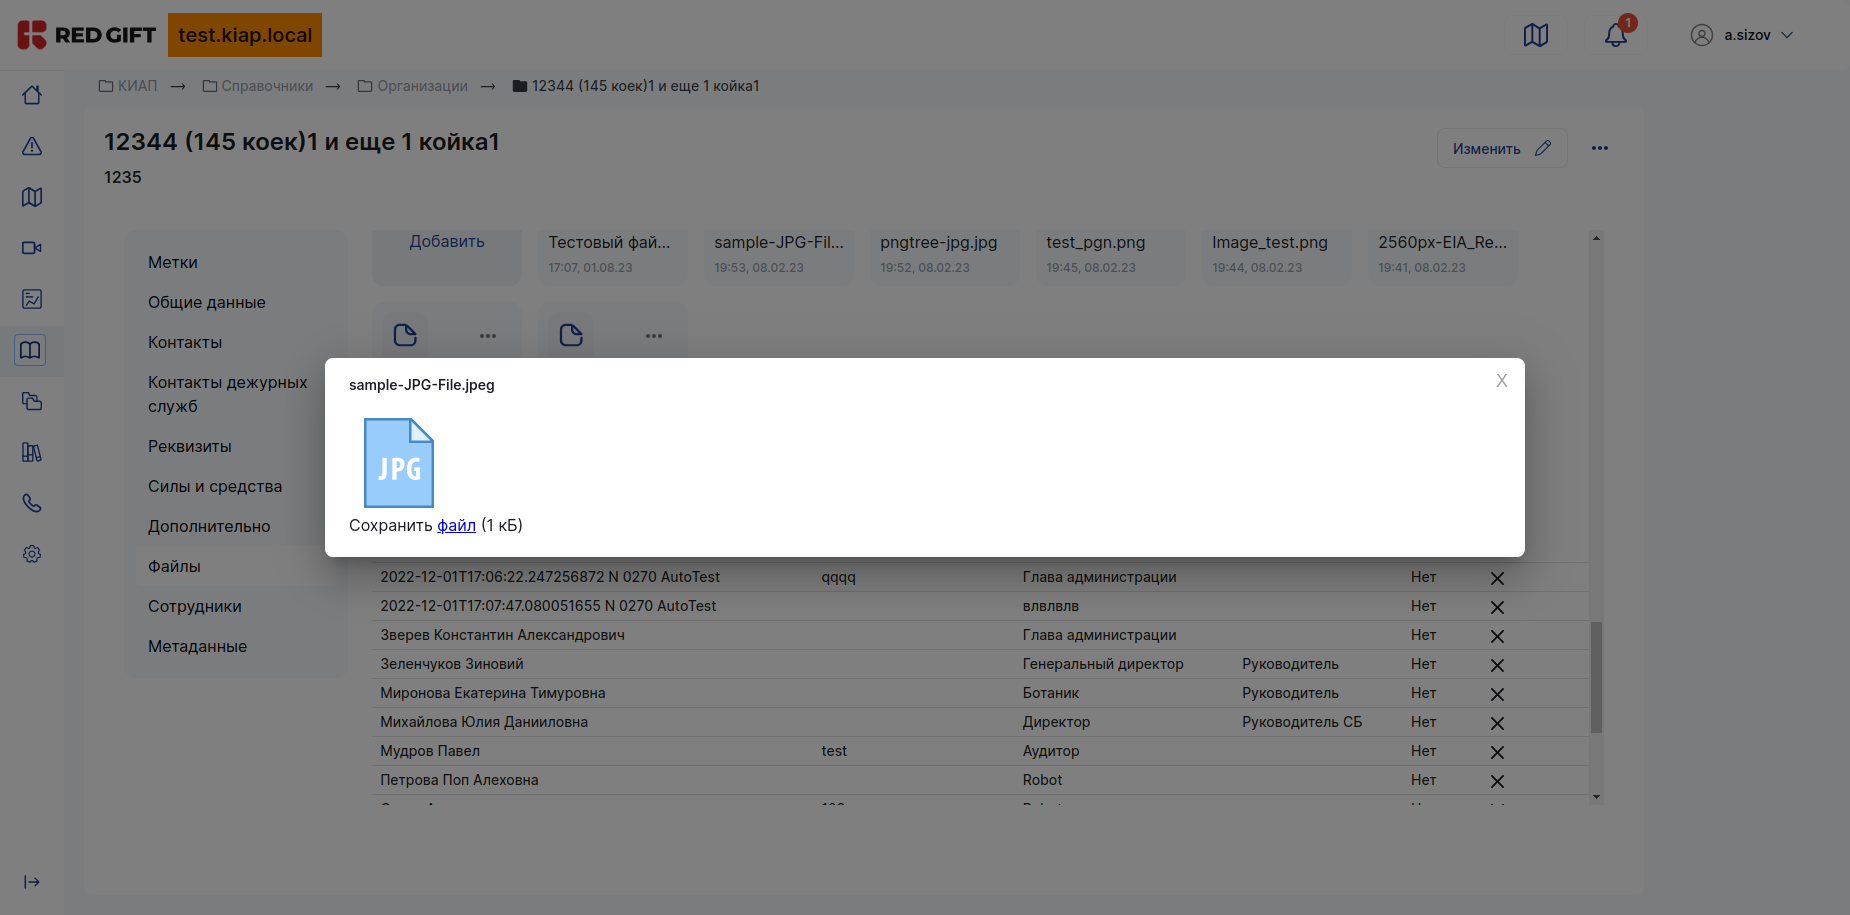 RED GIFT
test.kiap.local
1
a.sizov
КИАП → Справочники → Организации → 12344 (145 коек)1 и еще 1 койка1
12344 (145 коек)1 и еще 1 койка1
1235
Изменить
Метки
Общие данные
Контакты
Контакты дежурных
служб
Реквизиты
Силы и средства
Дополнительно
Файлы
Сотрудники
Метаданные
Добавить
Тестовый фай...
17:07, 01.08.23
sample-JPG-Fil...
19:53, 08.02.23
pngtree-jpg.jpg
19:52, 08.02.23
test_pgn.png
19:45, 08.02.23
Image_test.png
19:44, 08.02.23
2560px-EIA_Re...
19:41, 08.02.23
sample-JPG-File.jpeg
X
JPG
Сохранить файл (1 кБ)
2022-12-01T17:06:22.247256872 N 0270 AutoTest qqqq Глава администрации Нет
2022-12-01T17:07:47.080051655 N 0270 AutoTest влвлвлв Нет
Зверев Константин Александрович Глава администрации Нет
Зеленчуков Зиновий Генеральный директор Руководитель Нет
Миронова Екатерина Тимуровна Ботаник Руководитель Нет
Михайлова Юлия Данииловна Директор Руководитель СБ Нет
Мудров Павел test Аудитор Нет
Петрова Поп Алеховна Robot Нет